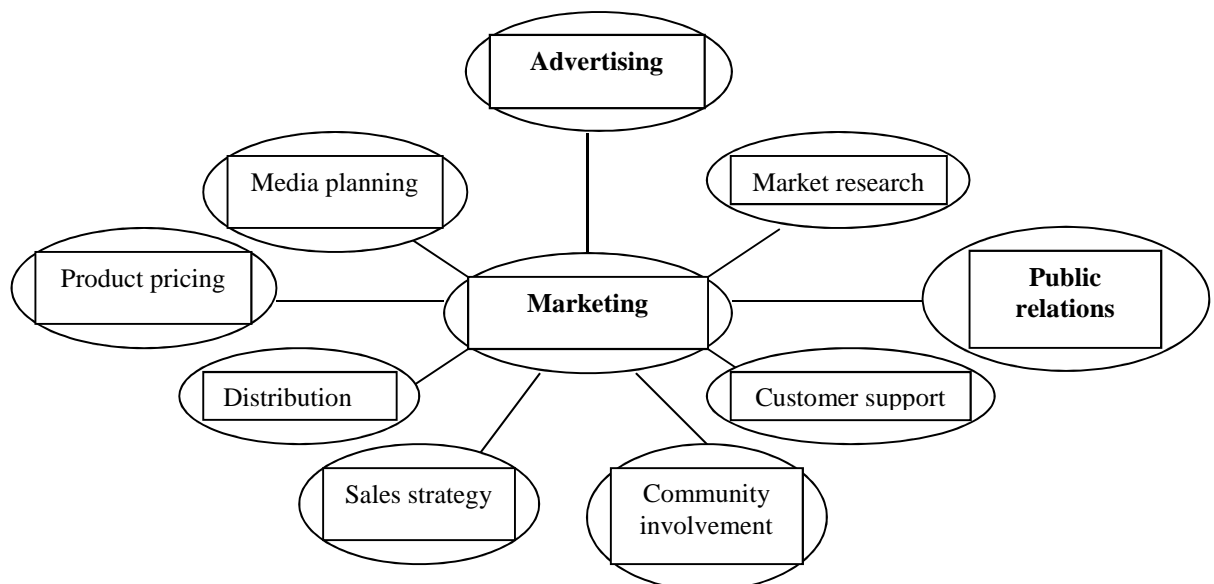 Advertising
Media planning
Market research
Product pricing
Marketing
Public
relations
Distribution
Customer support
Sales strategy
Community
involvement